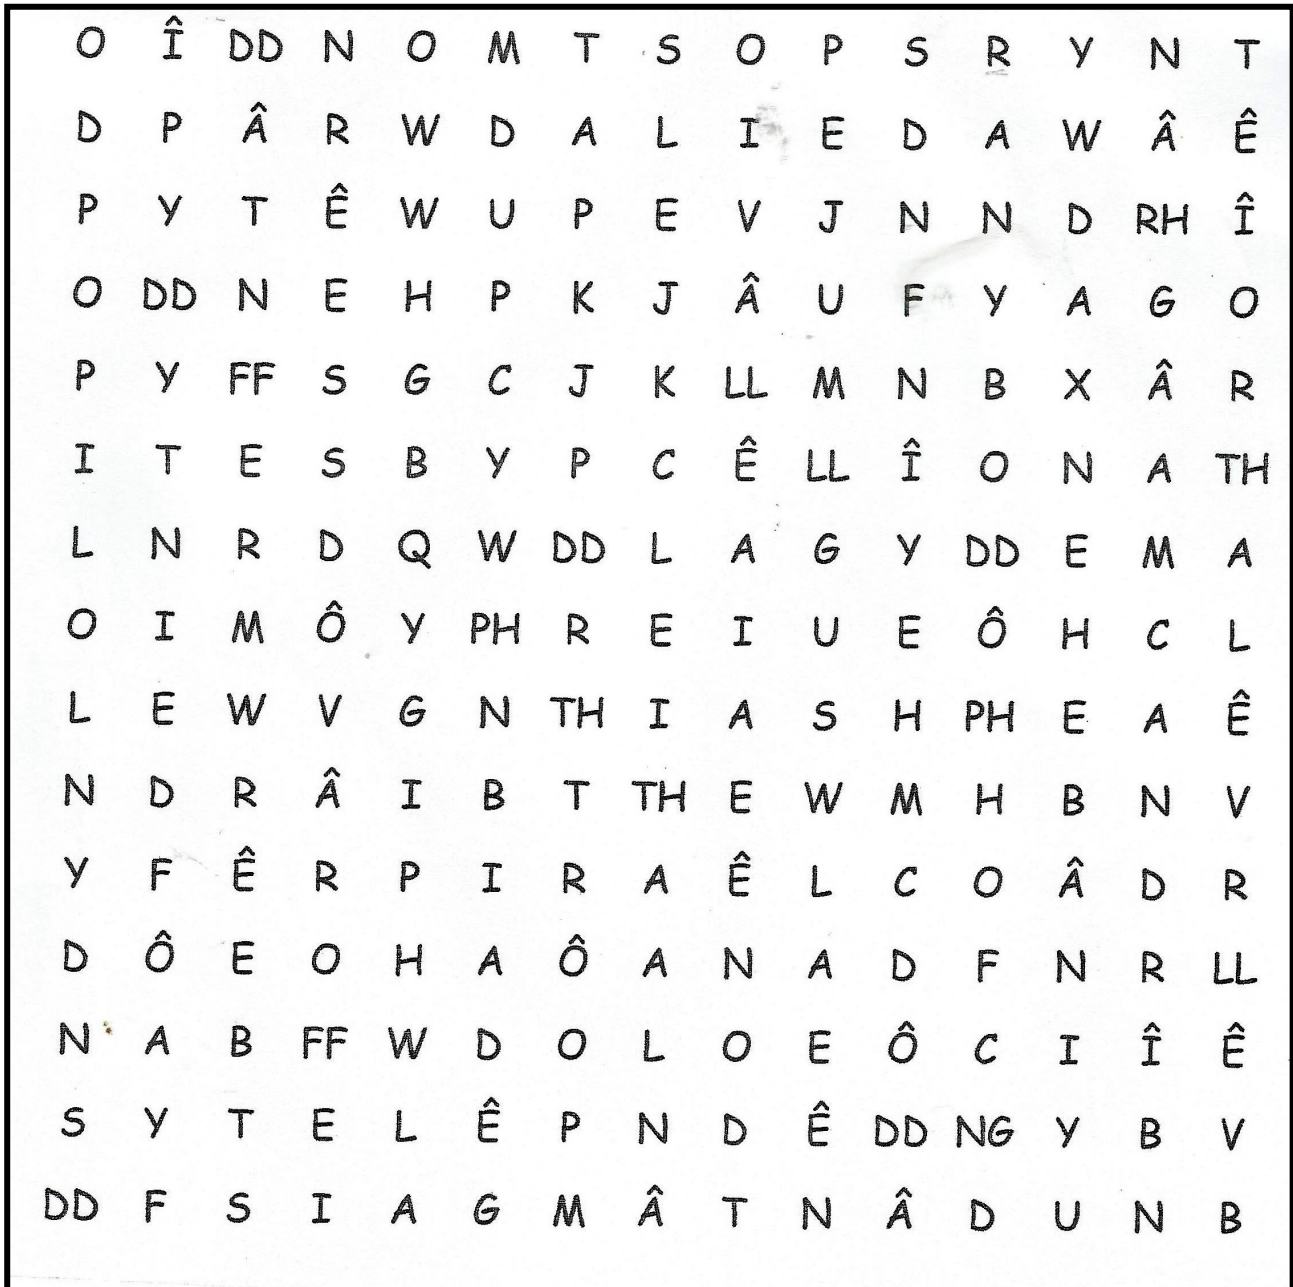 O Î DD N O M T S O P S R Y N T
D P Â R W D A L I E D A W Â Ê
P Y T Ê W U P E V J N N D RH Î
O DD N E H P K J Â U F Y A G O
P Y FF S G C J K LL M N B X Â R
I T E S B Y P C Ê LL Î O N A TH
L N R D Q W DD L A G Y DD E M A
O I M Ô Y PH R E I U E Ô H C L
L E W V G N TH I A S H PH E A Ê
N D R Â I B T TH E W M H B N V
Y F Ê R P I R A Ê L C O Â D R
D Ô E O H A Ô A N A D F N R LL
N A B FF W D O L O E Ô C I Î Ê
S Y T E L Ê P N D Ê DD NG Y B V
DD F S I A G M Â T N Â D U N B